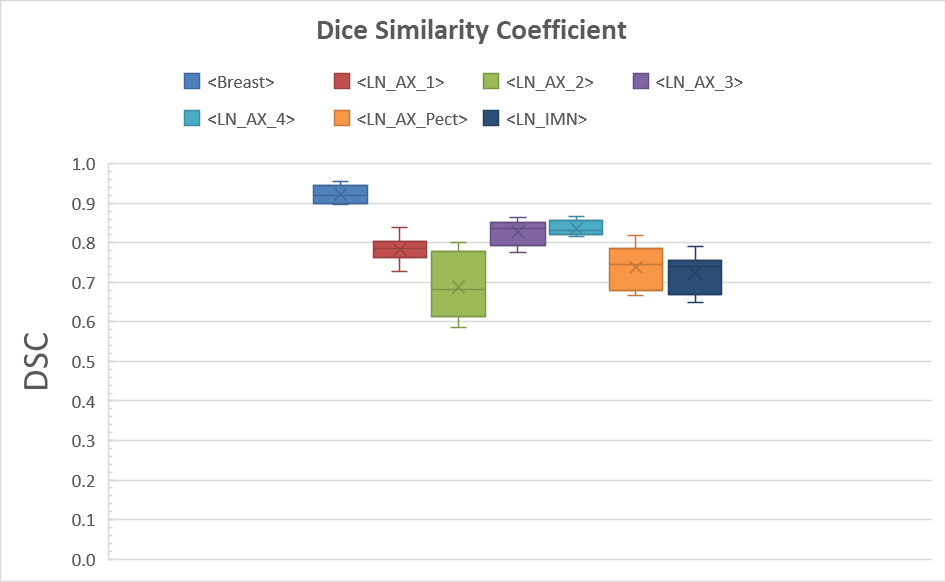 Dice Similarity Coefficient
<Breast> <LN_AX_1> <LN_AX_2> <LN_AX_3>
<LN_AX_4> <LN_AX_Pect> <LN_IMN>
DSC
1.0
0.9
0.8
0.7
0.6
0.5
0.4
0.3
0.2
0.1
0.0